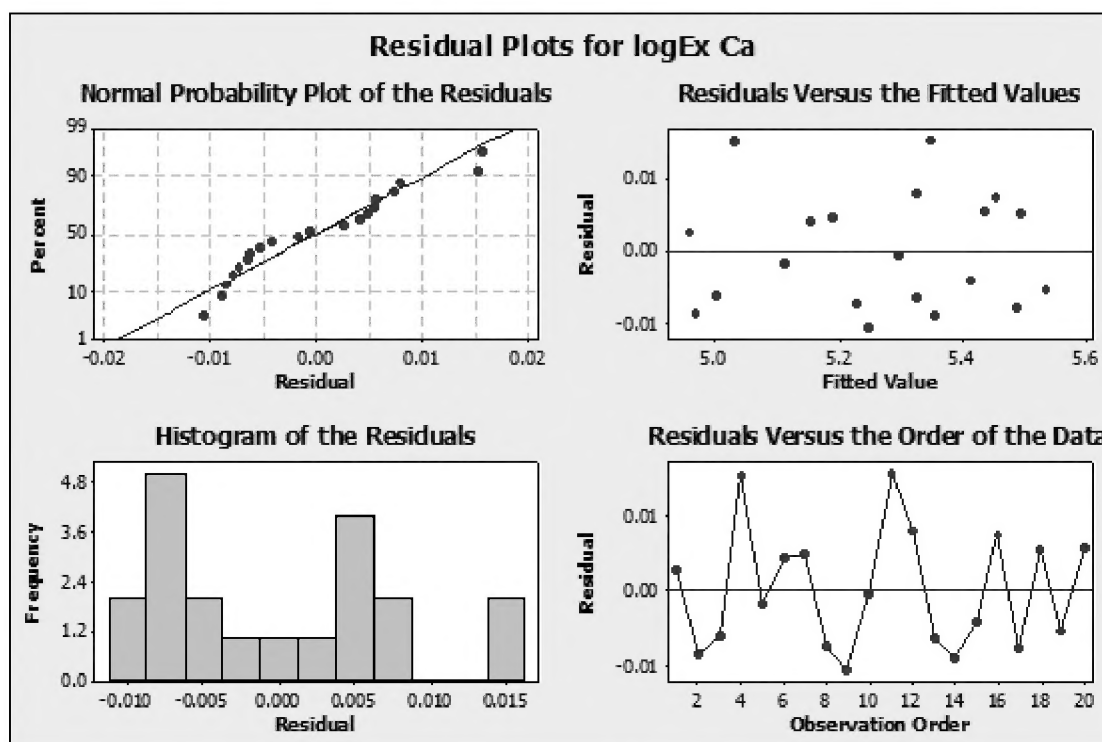 Residual Plots for logEx Ca
Normal Probability Plot of the Residuals
99
90
50
10
1
Percent
-0.02 -0.01 0.00 0.01 0.02
Residual
Residuals Versus the Fitted Values
0.01
0.00
-0.01
Residual
5.0 5.2 5.4 5.6
Fitted Value
Histogram of the Residuals
4.8
3.6
2.4
1.2
0.0
Frequency
-0.010 -0.005 0.000 0.005 0.010 0.015
Residual
Residuals Versus the Order of the Data
0.01
0.00
-0.01
Residual
2 4 6 8 10 12 14 16 18 20
Observation Order